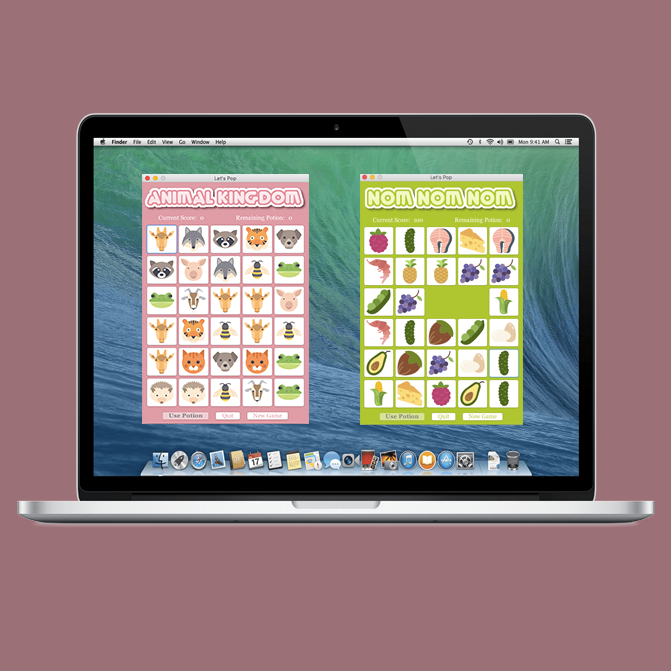 Finder File Edit View Go Window Help Mon 9:41 AM
Let's Pop
ANIMAL KINGDOM
Current Score: 0 Remaining Potion: 0
Use Potion Quit New Game
Let's Pop
NOM NOM NOM
Current Score: Remaining Potion: 0
Use Potion Quit New Game
17